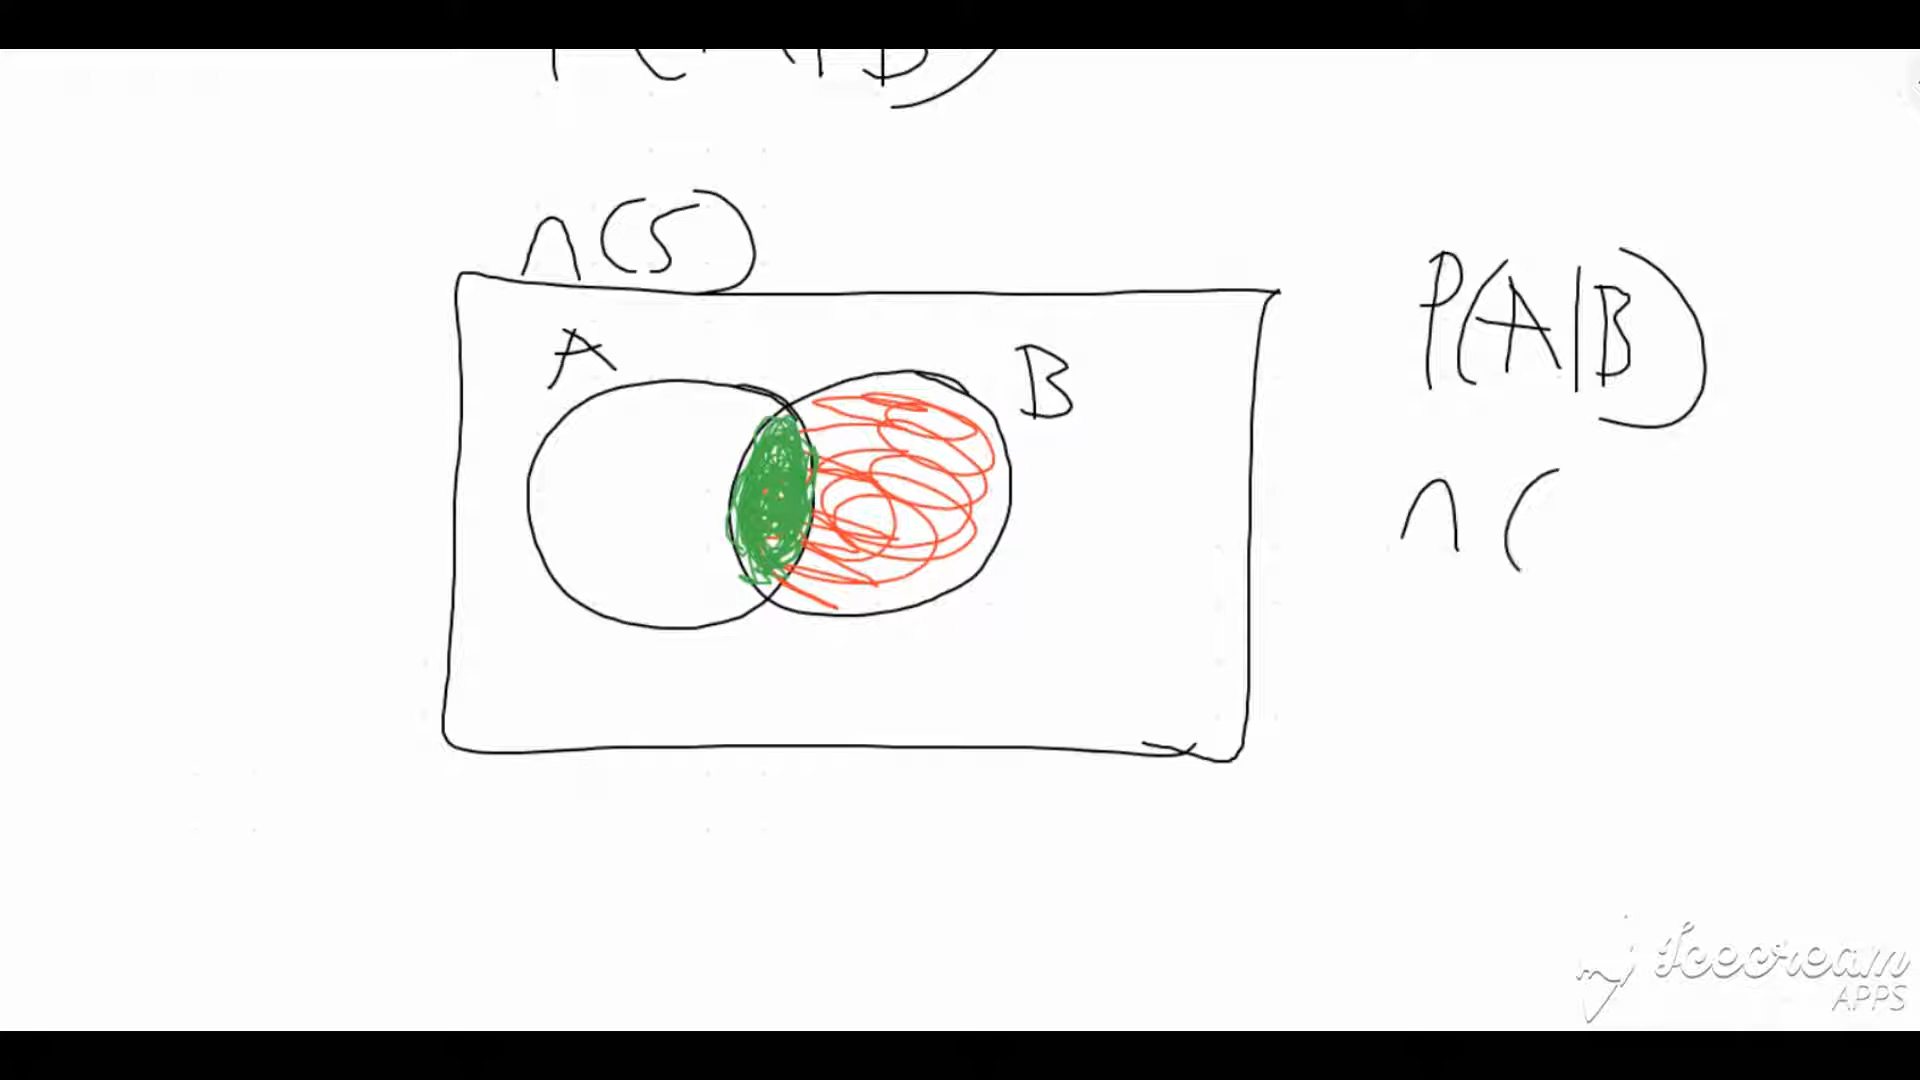 n(S)
A
B
P(A|B)
n(
Icecream
APPS